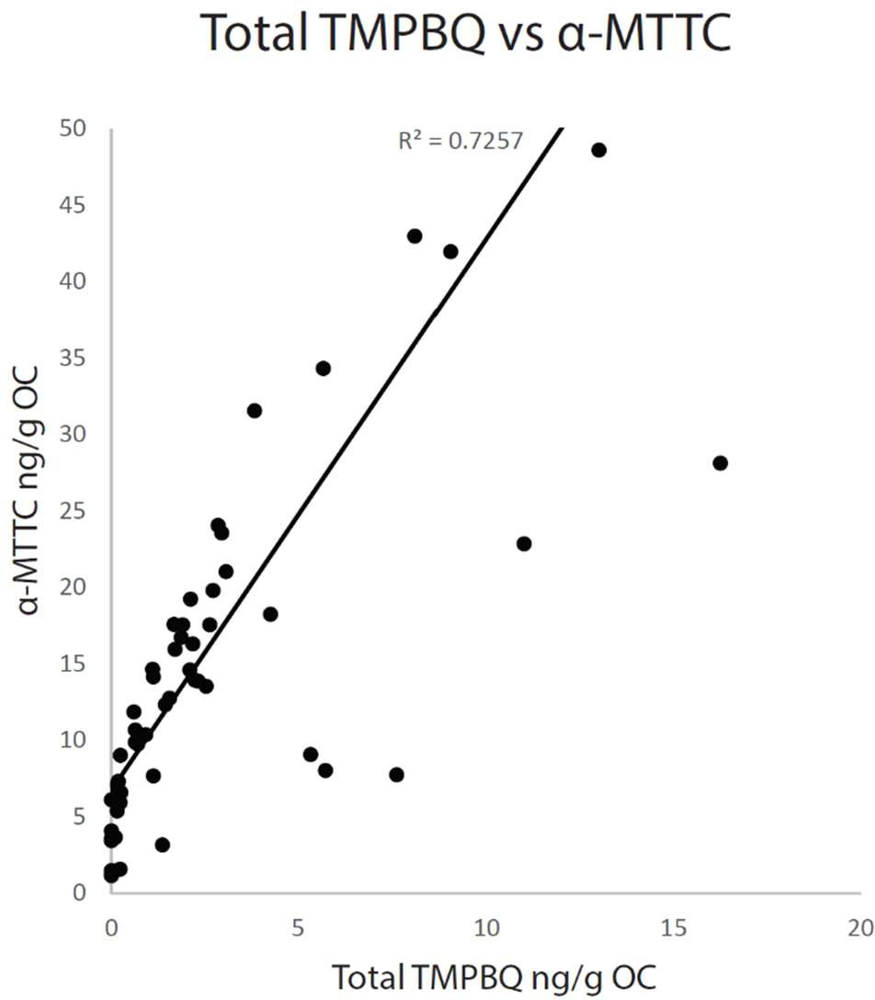 Total TMPBQ vs α-MTTC
R² = 0.7257
50
45
40
35
30
25
20
15
10
5
0
α-MTTC ng/g OC
0 5 10 15 20
Total TMPBQ ng/g OC